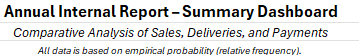 Annual Internal Report – Summary Dashboard
Comparative Analysis of Sales, Deliveries, and Payments
All data is based on empirical probability (relative frequency).